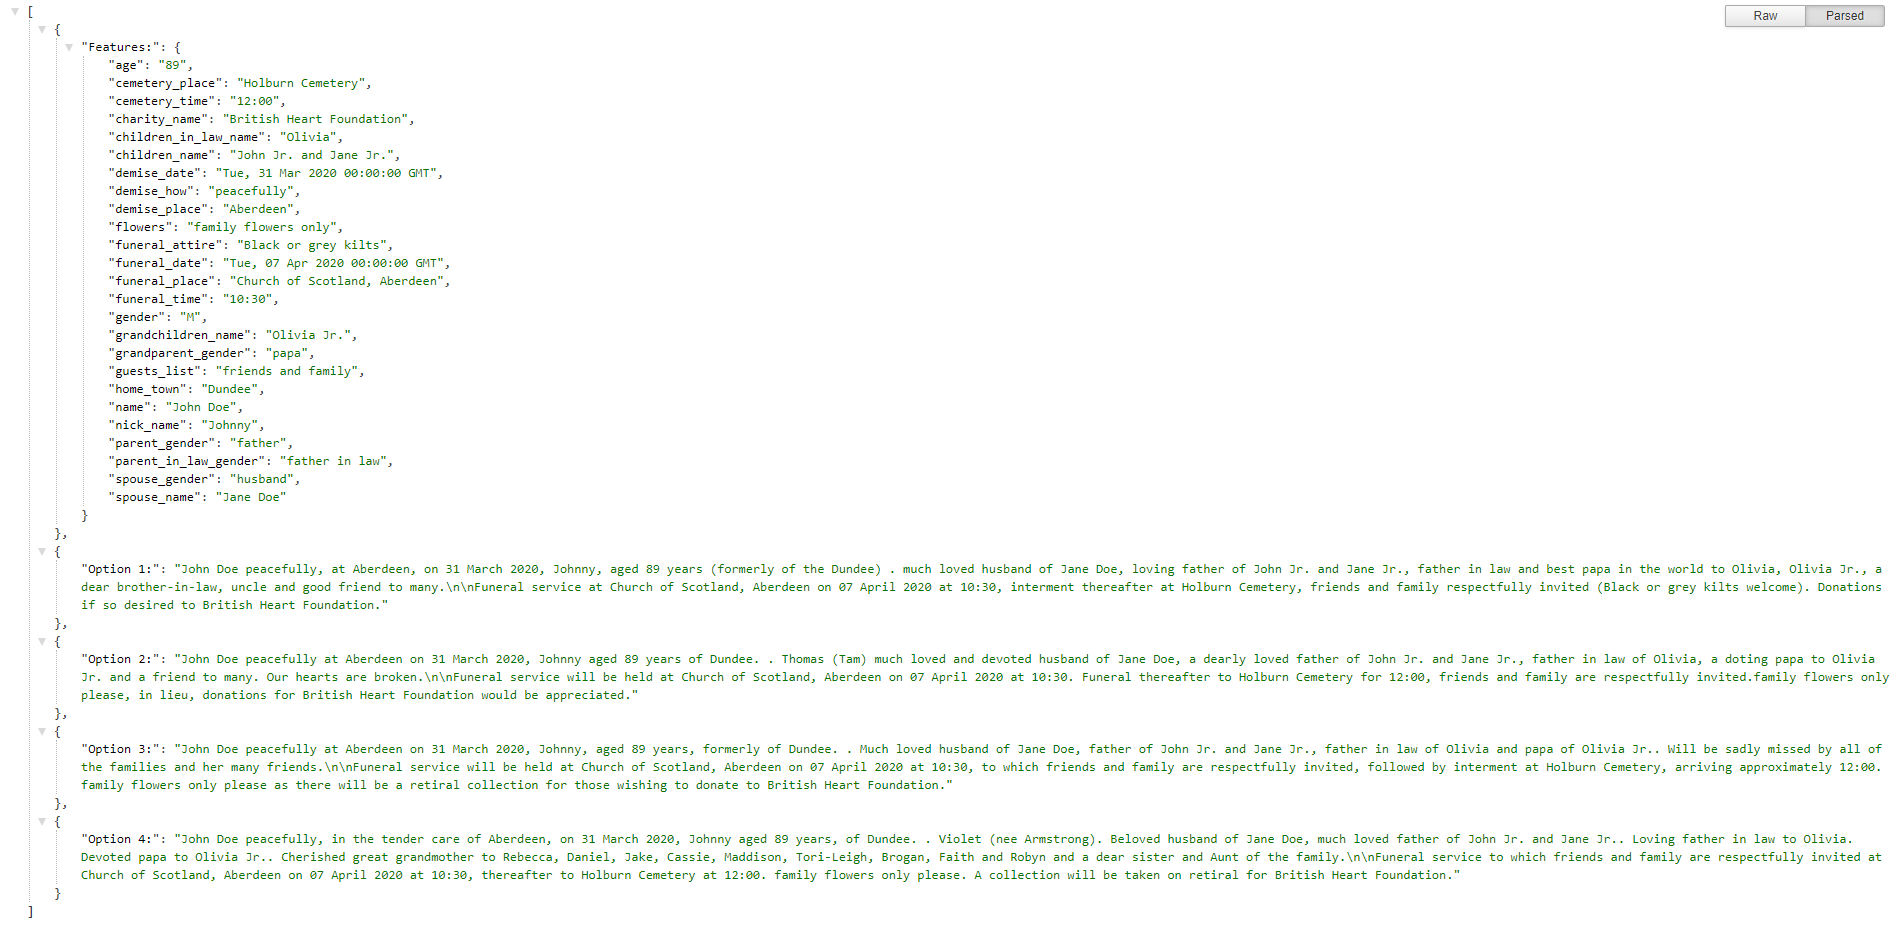 [
Raw Parsed
{
"Features:": {
"age": "89",
"cemetery_place": "Holburn Cemetery",
"cemetery_time": "12:00",
"charity_name": "British Heart Foundation",
"children_in_law_name": "Olivia",
"children_name": "John Jr. and Jane Jr.",
"demise_date": "Tue, 31 Mar 2020 00:00:00 GMT",
"demise_how": "peacefully",
"demise_place": "Aberdeen",
"flowers": "family flowers only",
"funeral_attire": "Black or grey kilts",
"funeral_date": "Tue, 07 Apr 2020 00:00:00 GMT",
"funeral_place": "Church of Scotland, Aberdeen",
"funeral_time": "10:30",
"gender": "M",
"grandchildren_name": "Olivia Jr.",
"grandparent_gender": "papa",
"guests_list": "friends and family",
"home_town": "Dundee",
"name": "John Doe",
"nick_name": "Johnny",
"parent_gender": "father",
"parent_in_law_gender": "father in law",
"spouse_gender": "husband",
"spouse_name": "Jane Doe"
}
},
{
"Option 1:": "John Doe peacefully, at Aberdeen, on 31 March 2020, Johnny, aged 89 years (formerly of the Dundee) . much loved husband of Jane Doe, loving father of John Jr. and Jane Jr., father in law and best papa in the world to Olivia, Olivia Jr., a
dear brother-in-law, uncle and good friend to many.\n\nFuneral service at Church of Scotland, Aberdeen on 07 April 2020 at 10:30, interment thereafter at Holburn Cemetery, friends and family respectfully invited (Black or grey kilts welcome). Donations
if so desired to British Heart Foundation."
},
{
"Option 2:": "John Doe peacefully at Aberdeen on 31 March 2020, Johnny aged 89 years of Dundee. . Thomas (Tam) much loved and devoted husband of Jane Doe, a dearly loved father of John Jr. and Jane Jr., father in law of Olivia, a doting papa to Olivia
Jr. and a friend to many. Our hearts are broken.\n\nFuneral service will be held at Church of Scotland, Aberdeen on 07 April 2020 at 10:30. Funeral thereafter to Holburn Cemetery for 12:00, friends and family are respectfully invited.family flowers only
please, in lieu, donations for British Heart Foundation would be appreciated."
},
{
"Option 3:": "John Doe peacefully at Aberdeen on 31 March 2020, Johnny, aged 89 years, formerly of Dundee. . Much loved husband of Jane Doe, father of John Jr. and Jane Jr., father in law of Olivia and papa of Olivia Jr.. Will be sadly missed by all of
the families and her many friends.\n\nFuneral service will be held at Church of Scotland, Aberdeen on 07 April 2020 at 10:30, to which friends and family are respectfully invited, followed by interment at Holburn Cemetery, arriving approximately 12:00.
family flowers only please as there will be a retiral collection for those wishing to donate to British Heart Foundation."
},
{
"Option 4:": "John Doe peacefully, in the tender care of Aberdeen, on 31 March 2020, Johnny aged 89 years, of Dundee. . Violet (nee Armstrong). Beloved husband of Jane Doe, much loved father of John Jr. and Jane Jr.. Loving father in law to Olivia.
Devoted papa to Olivia Jr.. Cherished great grandmother to Rebecca, Daniel, Jake, Cassie, Maddison, Tori-Leigh, Brogan, Faith and Robyn and a dear sister and Aunt of the family.\n\nFuneral service to which friends and family are respectfully invited at
Church of Scotland, Aberdeen on 07 April 2020 at 10:30, thereafter to Holburn Cemetery at 12:00. family flowers only please. A collection will be taken on retiral for British Heart Foundation."
}
]